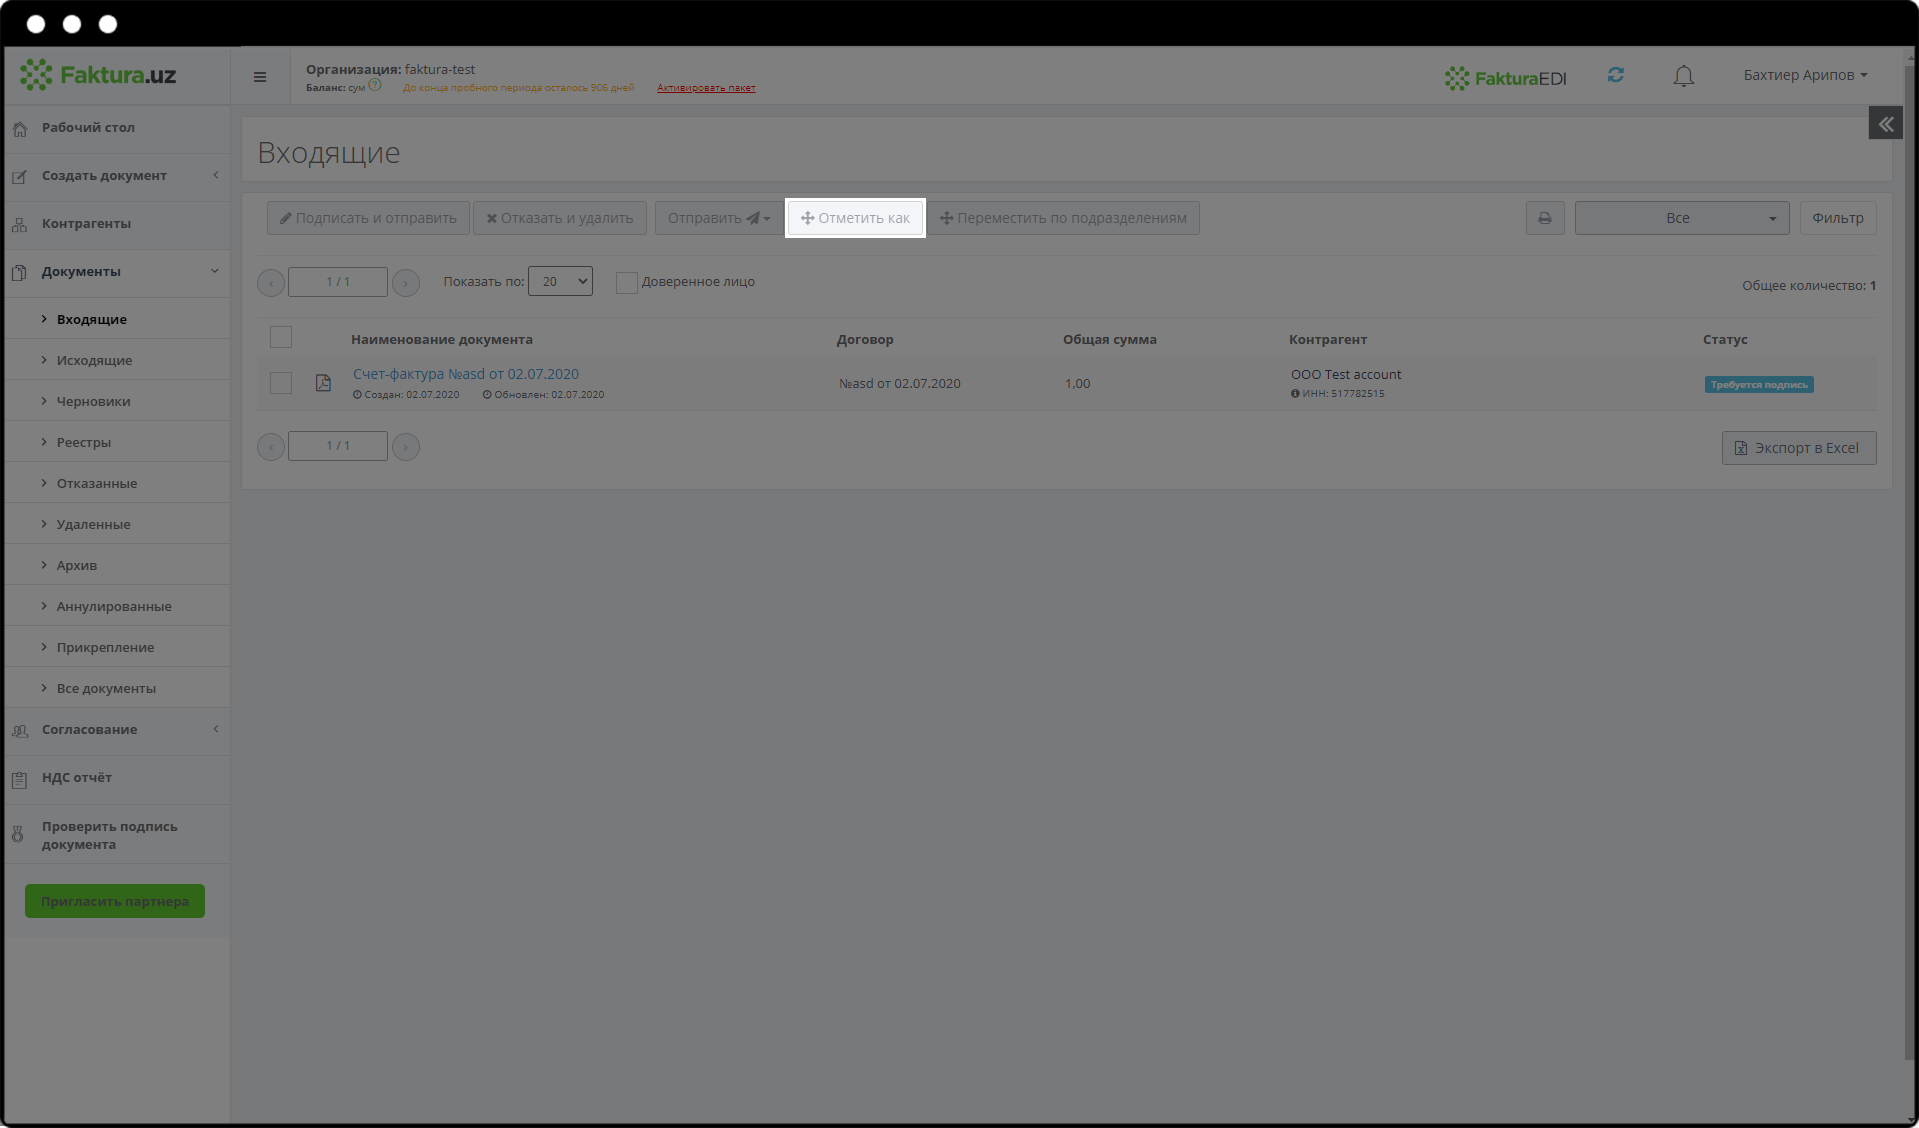 Faktura.uz
Организация: faktura-test
Баланс: сум До конца пробного периода осталось 906 дней Активировать пакет
FakturaEDI
Бахтиер Арипов
Рабочий стол
Создать документ
Контрагенты
Документы
Входящие
Исходящие
Черновики
Реестры
Отказанные
Удаленные
Архив
Аннулированные
Прикрепление
Все документы
Согласование
НДС отчёт
Проверить подпись
документа
Пригласить партнера
Входящие
Подписать и отправить Отказать и удалить Отправить Отметить как Переместить по подразделениям Все Фильтр
1 / 1 Показать по: 20 Доверенное лицо Общее количество: 1
Наименование документа Договор Общая сумма Контрагент Статус
Счет-фактура №asd от 02.07.2020 №asd от 02.07.2020 1,00 ООО Test account Требуется подпись
Создан: 02.07.2020 Обновлен: 02.07.2020 ИНН: 517782515
1 / 1 Экспорт в Excel